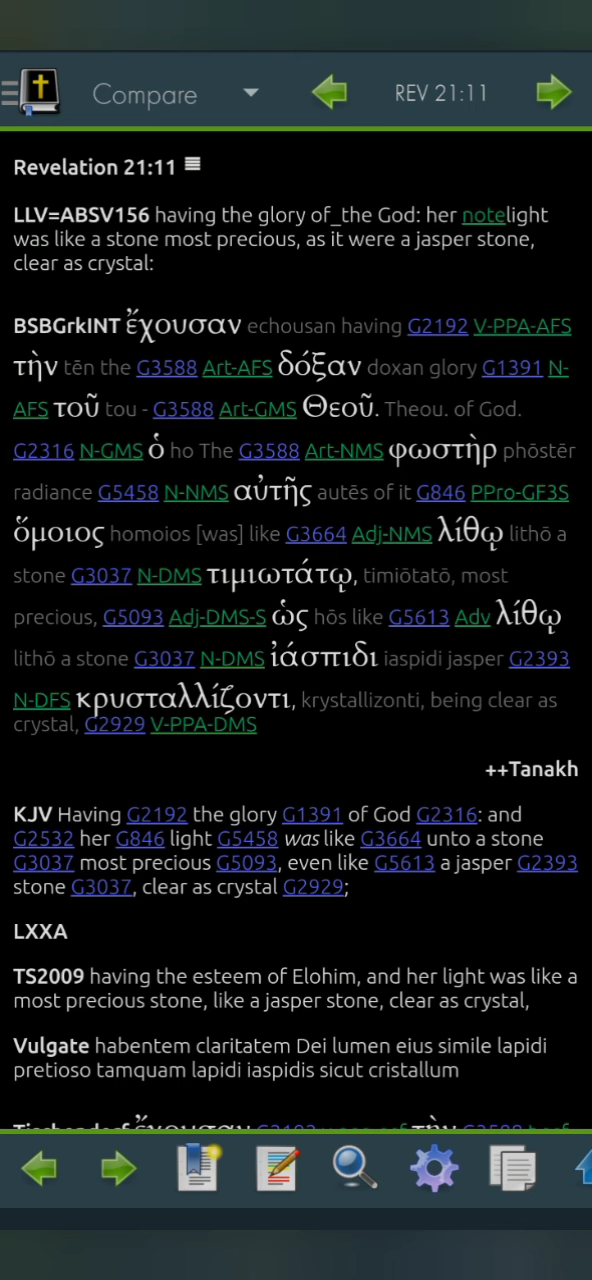 Compare
REV 21:11
Revelation 21:11
LLV=ABSV156 having the glory of_the God: her notelight
was like a stone most precious, as it were a jasper stone,
clear as crystal:
BSBGrkINT ἔχουσαν echousan having G2192 V-PPA-AFS
τὴν tēn the G3588 Art-AFS δόξαν doxan glory G1391 N-
AFS τοῦ tou - G3588 Art-GMS Θεοῦ. Theou. of God.
G2316 N-GMS ὁ ho The G3588 Art-NMS φωστὴρ phōstēr
radiance G5458 N-NMS αὐτῆς autēs of it G846 PPro-GF3S
ὅμοιος homoios [was] like G3664 Adj-NMS λίθῳ lithō a
stone G3037 N-DMS τιμιωτάτῳ, timiōtatō, most
precious, G5093 Adj-DMS-S ὡς hōs like G5613 Adv λίθῳ
lithō a stone G3037 N-DMS ἰάσπιδι iaspidi jasper G2393
N-DFS κρυσταλλίζοντι, krystallizonti, being clear as
crystal, G2929 V-PPA-DMS
++Tanakh
KJV Having G2192 the glory G1391 of God G2316: and
G2532 her G846 light G5458 was like G3664 unto a stone
G3037 most precious G5093, even like G5613 a jasper G2393
stone G3037, clear as crystal G2929;
LXXA
TS2009 having the esteem of Elohim, and her light was like a
most precious stone, like a jasper stone, clear as crystal,
Vulgate habentem claritatem Dei lumen eius simile lapidi
pretioso tamquam lapidi iaspidis sicut cristallum
Tischendorf ἔχουσαν G2192 τὴν G3588